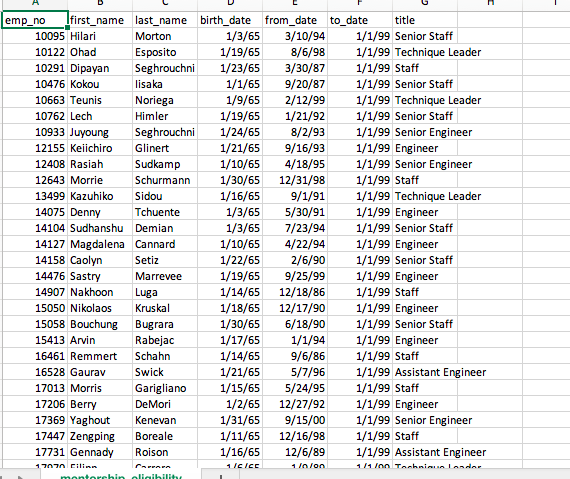 A B C D E F G H I
emp_no first_name last_name birth_date from_date to_date title
10095 Hilari Morton 1/3/65 3/10/94 1/1/99 Senior Staff
10122 Ohad Esposito 1/19/65 8/6/98 1/1/99 Technique Leader
10291 Dipayan Seghrouchni 1/23/65 3/30/87 1/1/99 Staff
10476 Kokou Iisaka 1/1/65 9/20/87 1/1/99 Senior Staff
10663 Teunis Noriega 1/9/65 2/12/99 1/1/99 Technique Leader
10762 Lech Himler 1/19/65 1/21/92 1/1/99 Senior Staff
10933 Juyoung Seghrouchni 1/24/65 8/2/93 1/1/99 Senior Engineer
12155 Keiichiro Glinert 1/21/65 9/16/93 1/1/99 Engineer
12408 Rasiah Sudkamp 1/10/65 4/18/95 1/1/99 Senior Engineer
12643 Morrie Schurmann 1/30/65 12/31/98 1/1/99 Staff
13499 Kazuhiko Sidou 1/16/65 9/1/91 1/1/99 Technique Leader
14075 Denny Tchuente 1/3/65 5/30/91 1/1/99 Engineer
14104 Sudhanshu Demian 1/3/65 7/23/94 1/1/99 Senior Staff
14127 Magdalena Cannard 1/10/65 4/22/94 1/1/99 Engineer
14158 Caolyn Setiz 1/22/65 2/6/90 1/1/99 Senior Staff
14476 Sastry Marrevee 1/19/65 9/25/99 1/1/99 Engineer
14907 Nakhoon Luga 1/14/65 12/18/86 1/1/99 Staff
15050 Nikolaos Kruskal 1/18/65 12/17/90 1/1/99 Engineer
15058 Bouchung Bugrara 1/30/65 6/18/90 1/1/99 Senior Staff
15413 Arvin Rabejac 1/17/65 1/1/94 1/1/99 Engineer
16461 Remmert Schahn 1/14/65 9/6/86 1/1/99 Staff
16528 Gaurav Swick 1/21/65 5/7/96 1/1/99 Assistant Engineer
17013 Morris Garigliano 1/15/65 5/24/95 1/1/99 Staff
17206 Berry DeMori 1/2/65 12/27/92 1/1/99 Engineer
17369 Yaghout Kenevan 1/31/65 9/15/00 1/1/99 Senior Engineer
17447 Zengping Boreale 1/11/65 12/16/98 1/1/99 Staff
17731 Gennady Roison 1/16/65 12/6/89 1/1/99 Assistant Engineer
Carrera 1/6/65 1/1/99 Technique Leader
mentorship_eligibility